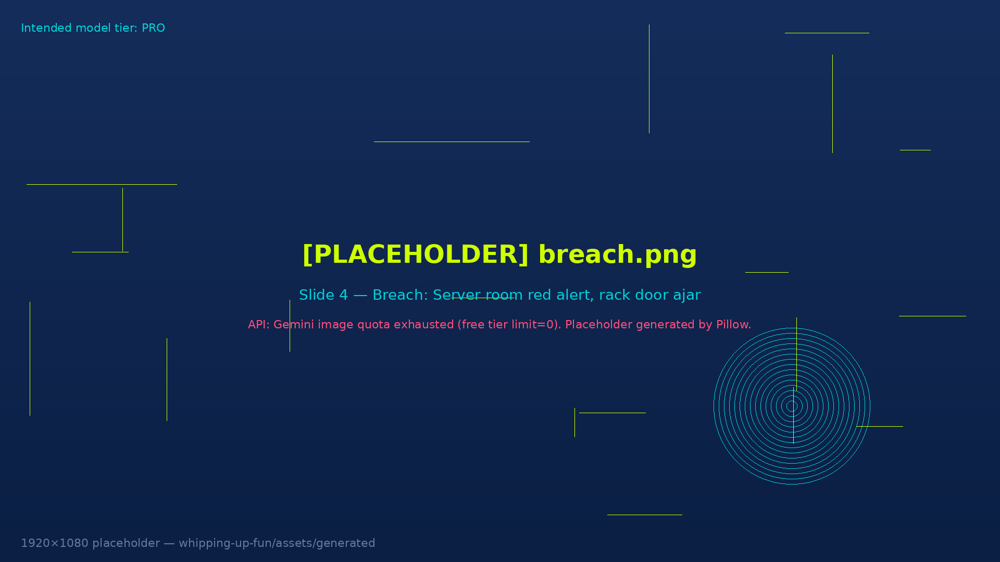 Intended model tier: PRO
[PLACEHOLDER] breach.png
Slide 4 — Breach: Server room red alert, rack door ajar
API: Gemini image quota exhausted (free tier limit=0). Placeholder generated by Pillow.
1920×1080 placeholder — whipping-up-fun/assets/generated